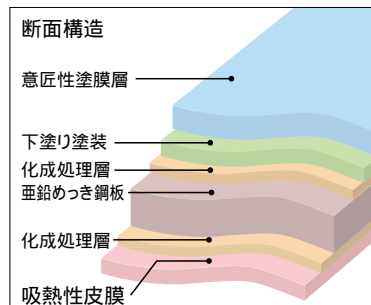 断面構造
意匠性塗膜層
下塗り塗装
化成処理層
亜鉛めっき鋼板
化成処理層
吸熱性皮膜